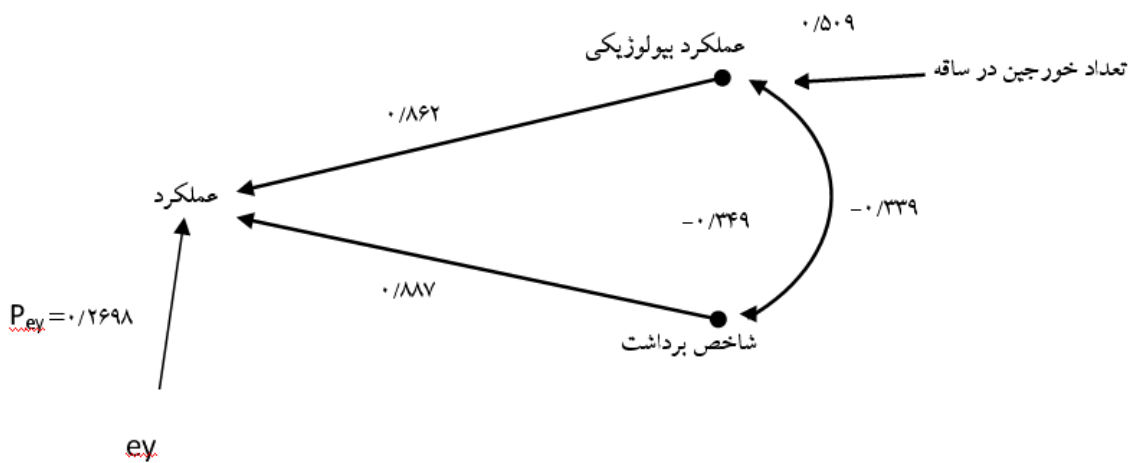 ۰/۵۰۹
عملکرد بیولوژیکی
تعداد خورجین در ساقه
۰/۸۶۲
عملکرد
-۰/۳۴۹
-۰/۳۳۹
۰/۸۸۷
P_ey =۰/۲۶۹۸
شاخص برداشت
ey